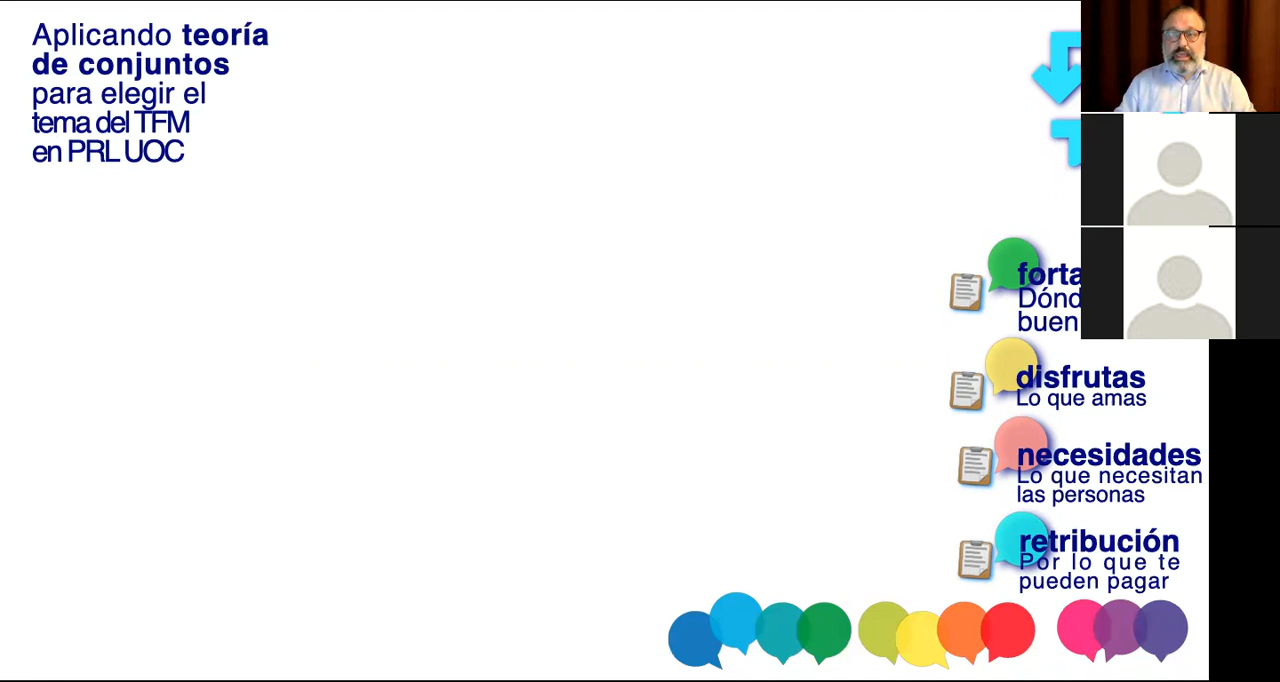 Aplicando teoría
de conjuntos
para elegir el
tema del TFM
en PRL UOC
disfrutas
Lo que amas
necesidades
Lo que necesitan
las personas
retribución
Por lo que te
pueden pagar